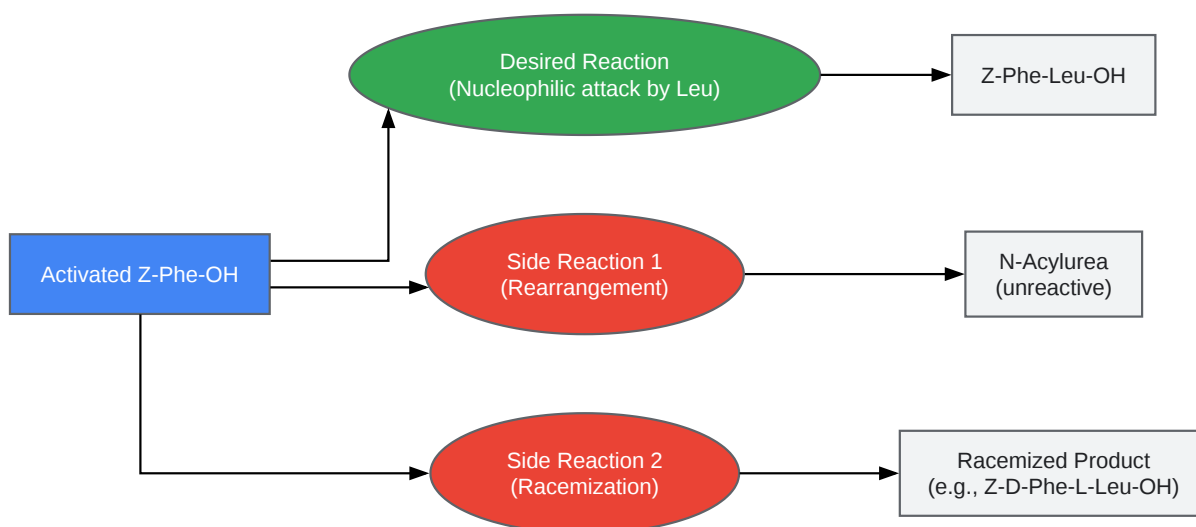 Desired Reaction
(Nucleophilic attack by Leu)
Z-Phe-Leu-OH
Activated Z-Phe-OH
Side Reaction 1
(Rearrangement)
N-Acylurea
(unreactive)
Side Reaction 2
(Racemization)
Racemized Product
(e.g., Z-D-Phe-L-Leu-OH)